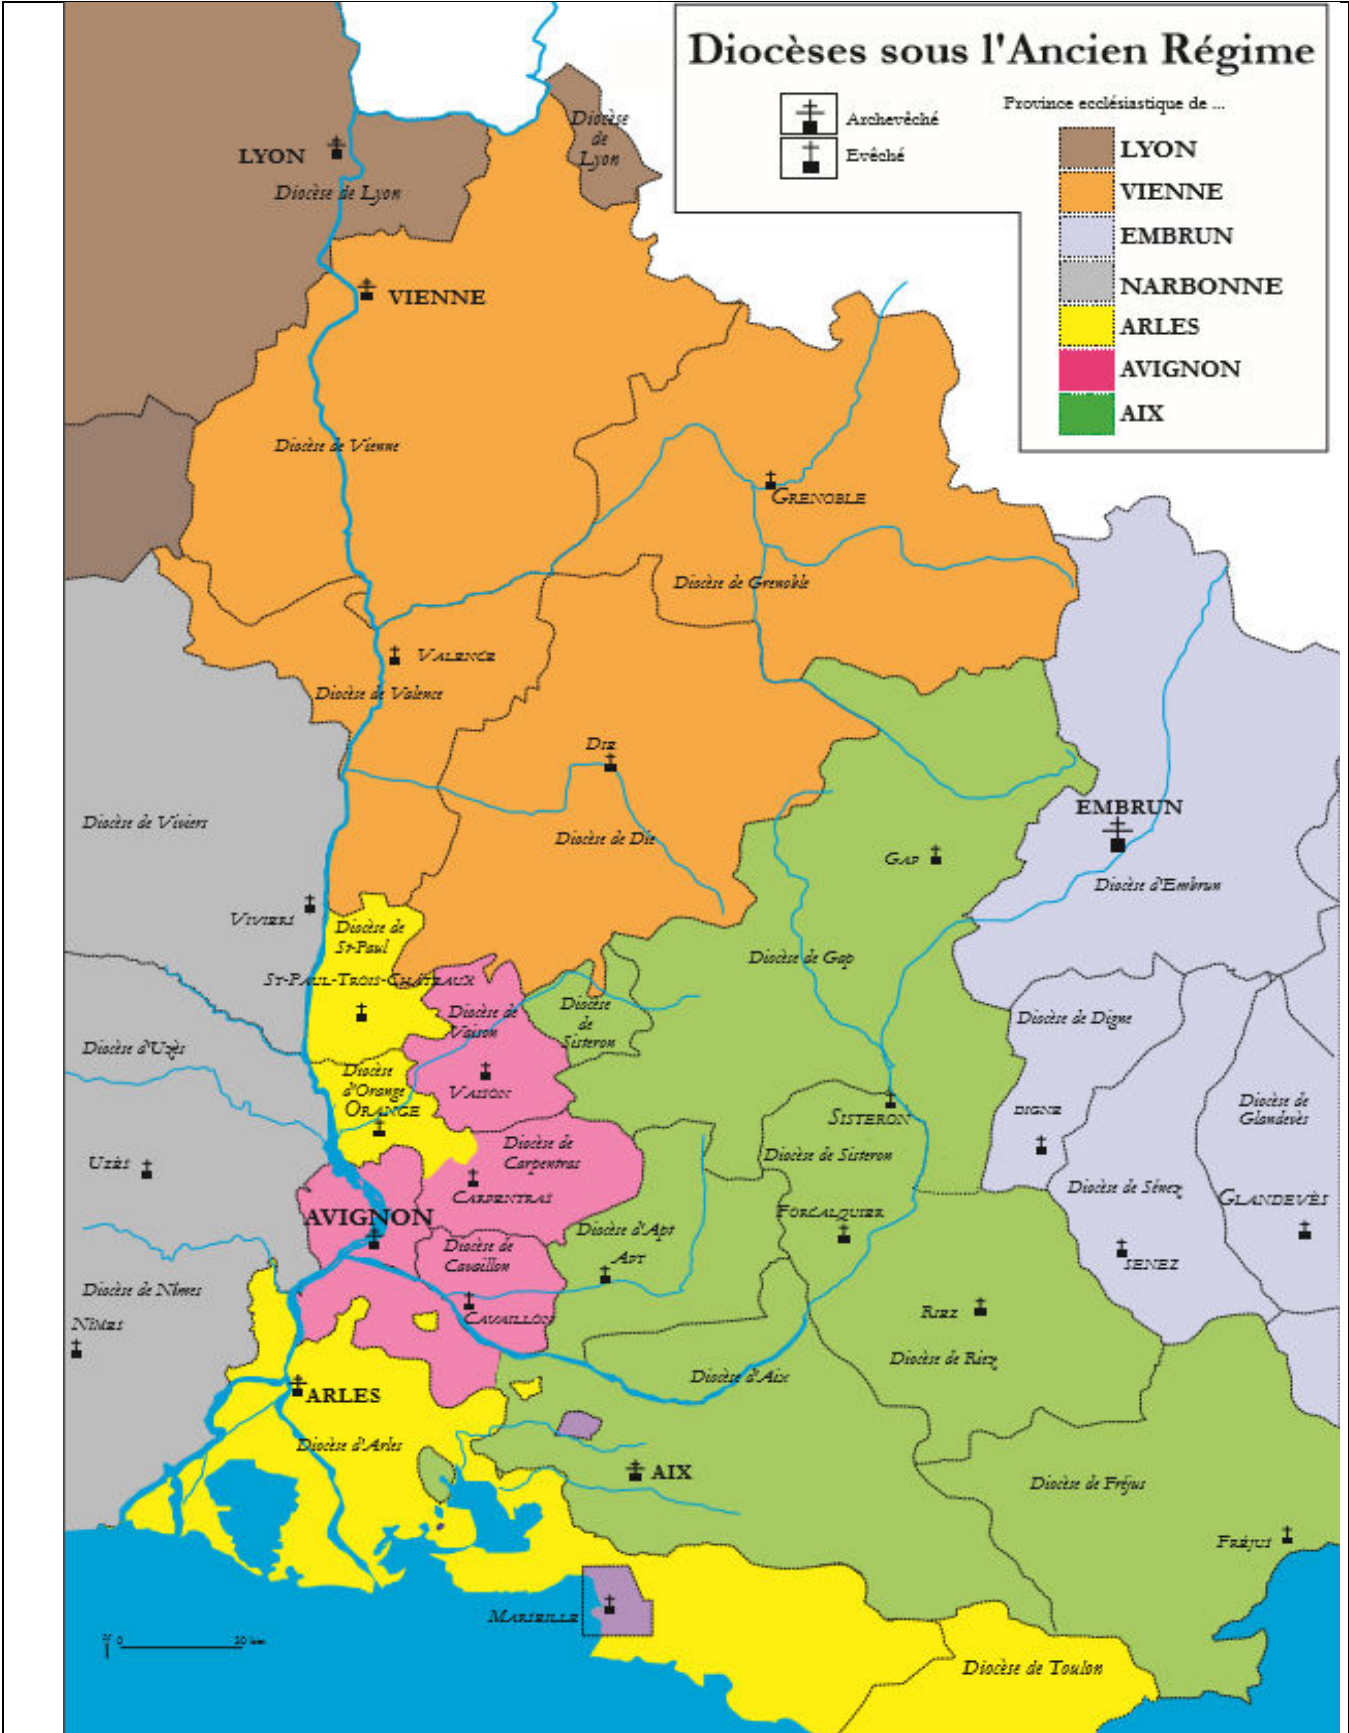 Diocèses sous l'Ancien Régime
Archevêché
Evêché
Province ecclésiastique de ...
LYON
VIENNE
EMBRUN
NARBONNE
ARLES
AVIGNON
AIX
Diocèse
de
Lyon
LYON
Diocèse de Lyon
VIENNE
Diocèse de Vienne
GRENOBLE
Diocèse de Grenoble
VALENCE
Diocèse de Valence
DIE
Diocèse de Die
EMBRUN
Diocèse d'Embrun
GAP
Diocèse de Gap
Diocèse de Viviers
VIVIERS
Diocèse de
St-Paul
ST-PAUL-TROIS-CHÂTEAUX
Diocèse de
Vaison
VAISON
Diocèse
de
Sisteron
Diocèse de Digne
DIGNE
Diocèse d'Uzès
UZÈS
Diocèse
d'Orange
ORANGE
Diocèse de
Carpentras
CARPENTRAS
SISTERON
Diocèse de Sisteron
FORCALQUIER
Diocèse de
Glandevès
GLANDEVÈS
Diocèse de Sénez
SENEZ
AVIGNON
Diocèse de
Cavaillon
CAVAILLON
Diocèse d'Apt
APT
Diocèse de Nîmes
NÎMES
RIEZ
Diocèse de Riez
Diocèse d'Aix
ARLES
Diocèse d'Arles
AIX
Diocèse de Fréjus
FRÉJUS
MARSEILLE
Diocèse de Toulon
N
0
20 km